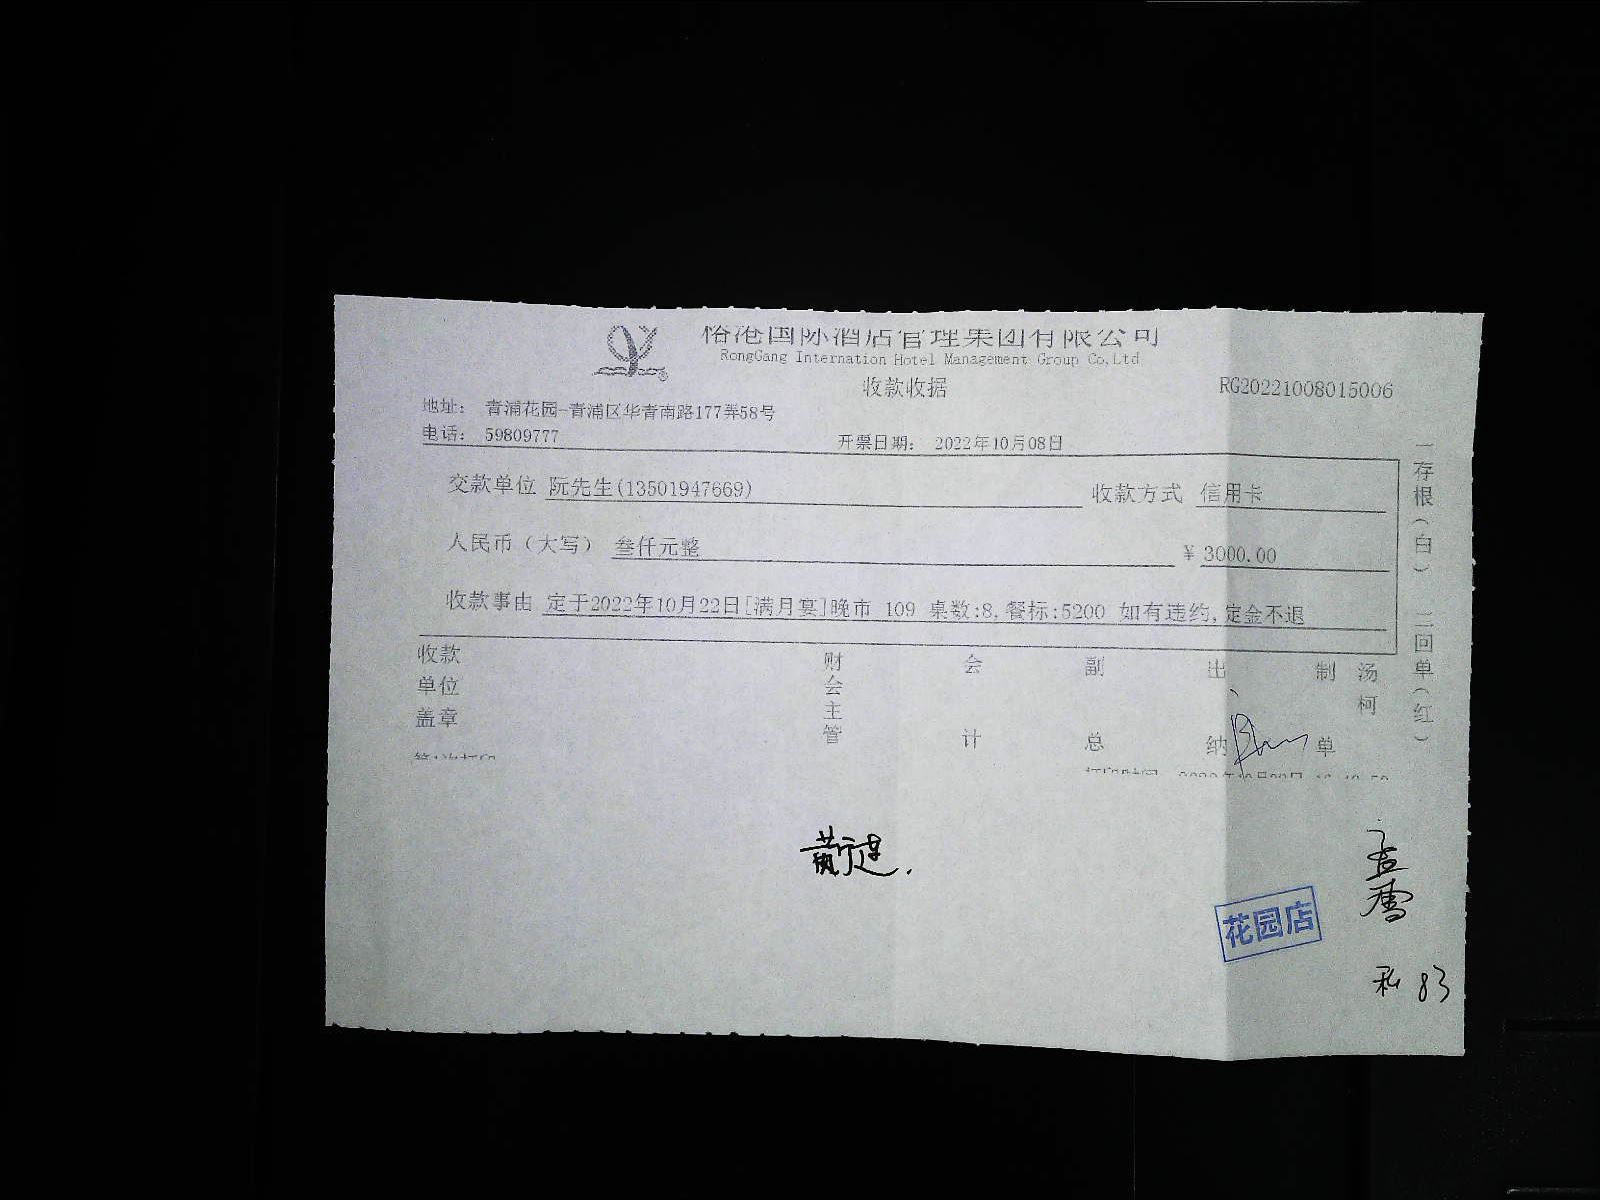 榕港国际酒店管理集团有限公司
RongGang International Hotel Management Group Co,Ltd
收款收据
RG20221008015006
地址： 青浦花园-青浦区华青南路177弄58号
电话： 59809777
开票日期： 2022年10月08日
交款单位 阮先生(13501947669)
收款方式 信用卡
人民币（大写） 叁仟元整
¥ 3000.00
收款事由 定于2022年10月22日[满月宴]晚市 109 桌数:8,餐标:5200 如有违约,定金不退
一存根（白） 二回单（红）
收款单位盖章
财会主管
会计
副总
出纳
制单
汤柯
花园店
83